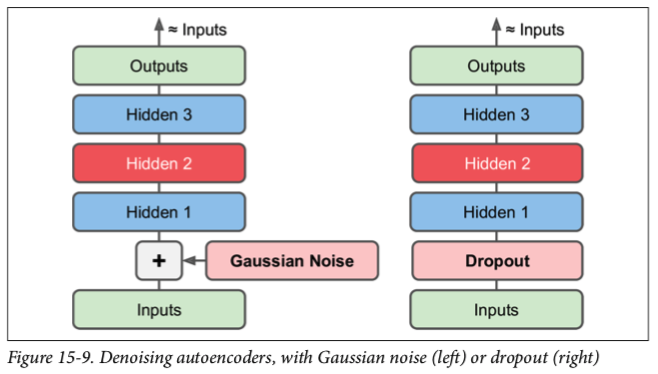 ≈ Inputs
Outputs
Hidden 3
Hidden 2
Hidden 1
+
Gaussian Noise
Inputs
≈ Inputs
Outputs
Hidden 3
Hidden 2
Hidden 1
Dropout
Inputs
Figure 15-9. Denoising autoencoders, with Gaussian noise (left) or dropout (right)